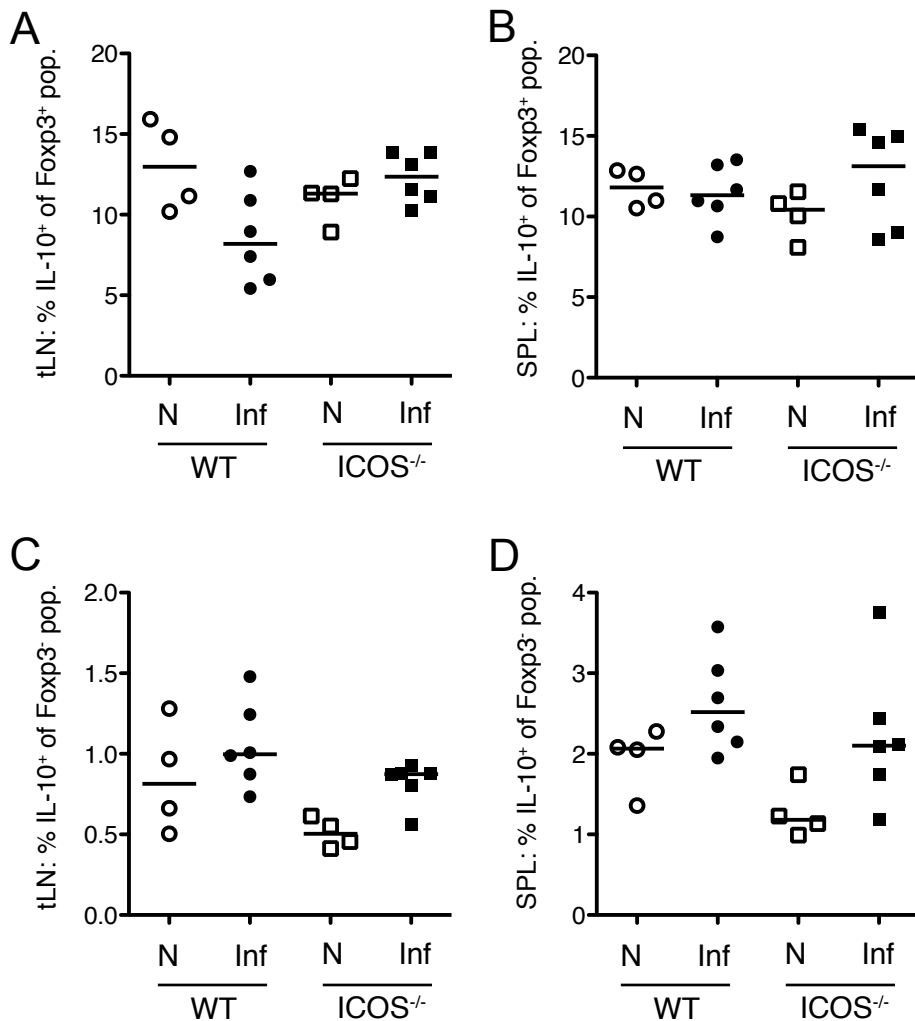 A
tLN: % IL-10⁺ of Foxp3⁺ pop.
20
15
10
5
0
N Inf N Inf
WT ICOS⁻/⁻
B
SPL: % IL-10⁺ of Foxp3⁺ pop.
20
15
10
5
0
N Inf N Inf
WT ICOS⁻/⁻
C
tLN: % IL-10⁺ of Foxp3⁻ pop.
2.0
1.5
1.0
0.5
0.0
N Inf N Inf
WT ICOS⁻/⁻
D
SPL: % IL-10⁺ of Foxp3⁻ pop.
4
3
2
1
0
N Inf N Inf
WT ICOS⁻/⁻